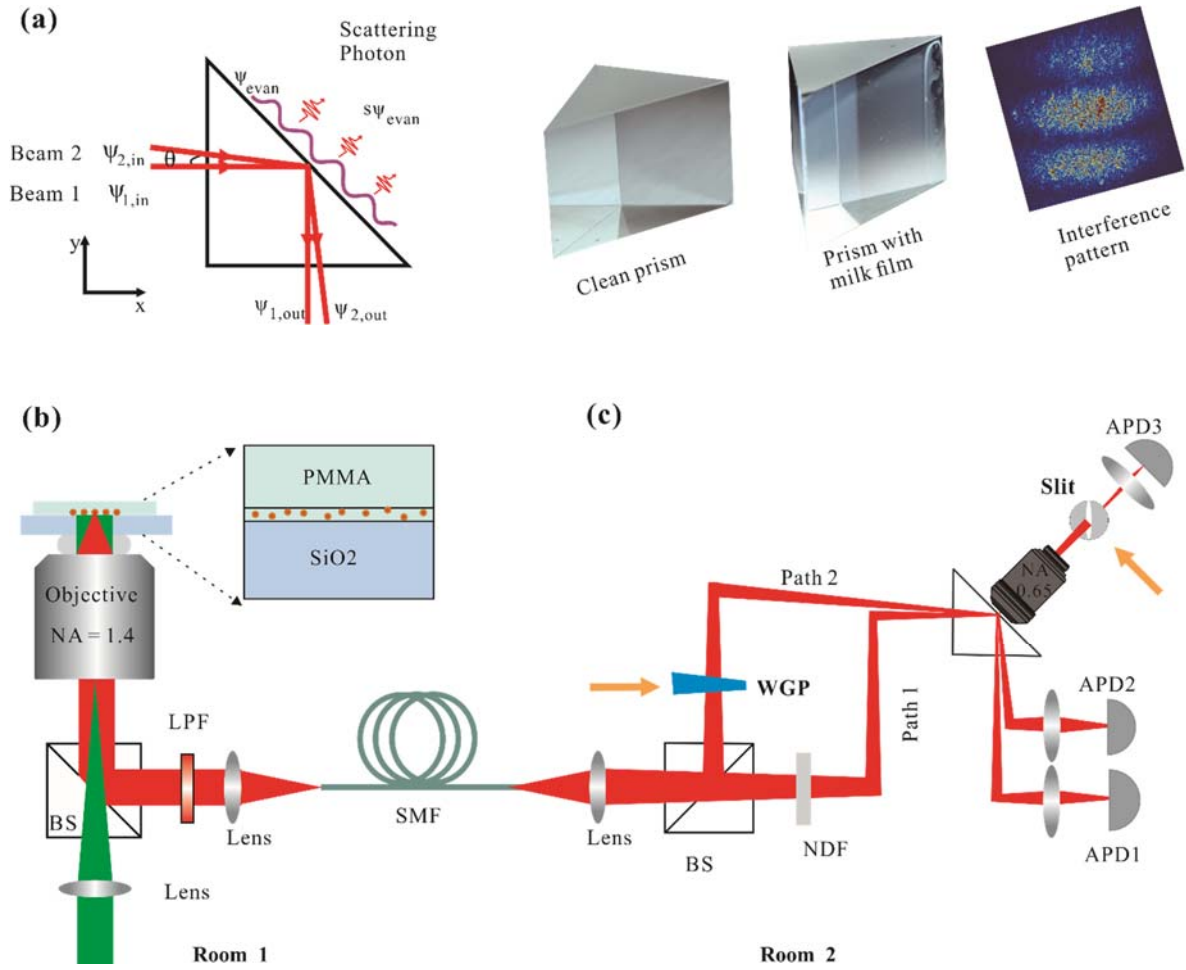 (a)
Scattering
Photon
ψevan
sψevan
Beam 2 ψ2,in
θ
Beam 1 ψ1,in
y
x
ψ1,out ψ2,out
Clean prism
Prism with
milk film
Interference
pattern
(b)
PMMA
SiO2
Objective
NA = 1.4
LPF
BS
Lens
SMF
Lens
Room 1
(c)
APD3
Slit
NA
0.65
Path 2
WGP
Path 1
APD2
Lens
BS
NDF
APD1
Room 2